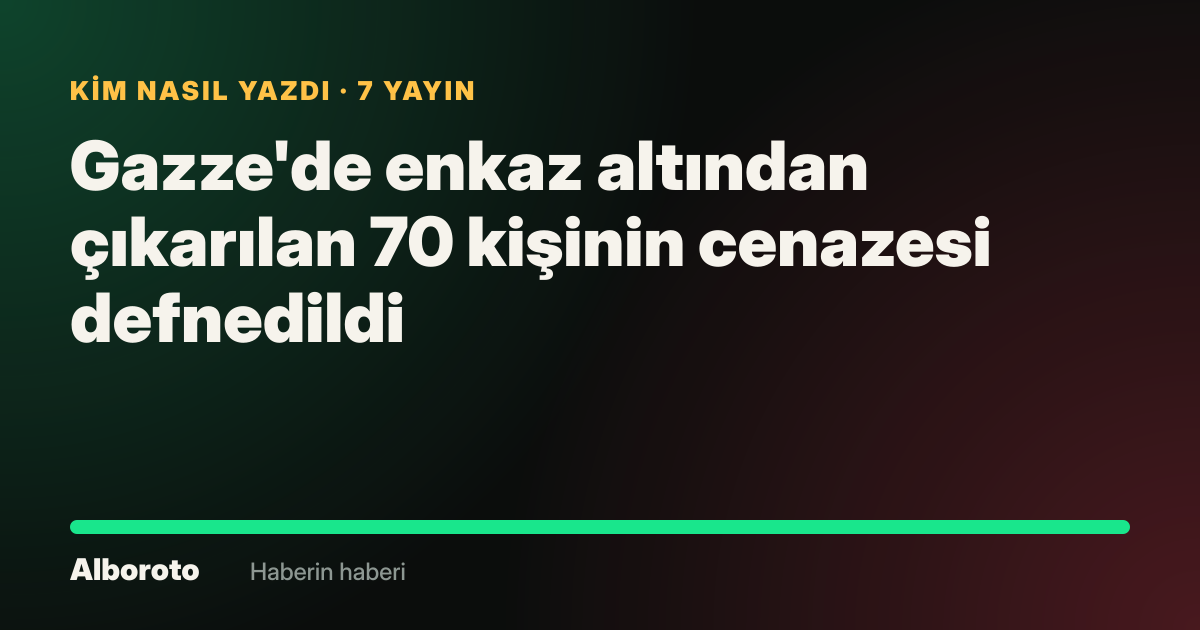 KİM NASIL YAZDI · 7 YAYIN
Gazze'de enkaz altından
çıkarılan 70 kişinin cenazesi
defnedildi
Alboroto
Haberin haberi